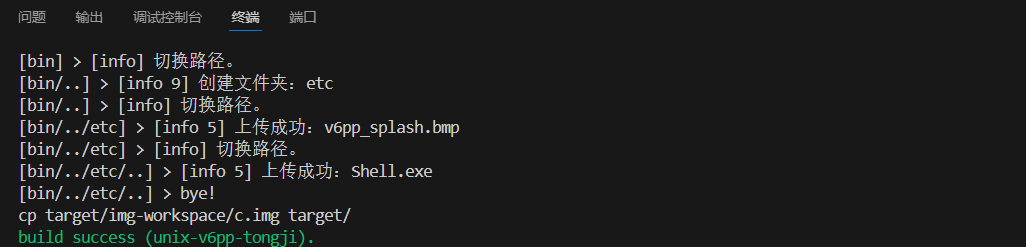 问题 输出 调试控制台 终端 端口
[bin] > [info] 切换路径。
[bin/..] > [info 9] 创建文件夹：etc
[bin/..] > [info] 切换路径。
[bin/../etc] > [info 5] 上传成功：v6pp_splash.bmp
[bin/../etc] > [info] 切换路径。
[bin/../etc/..] > [info 5] 上传成功：Shell.exe
[bin/../etc/..] > bye!
cp target/img-workspace/c.img target/
build success (unix-v6pp-tongji).